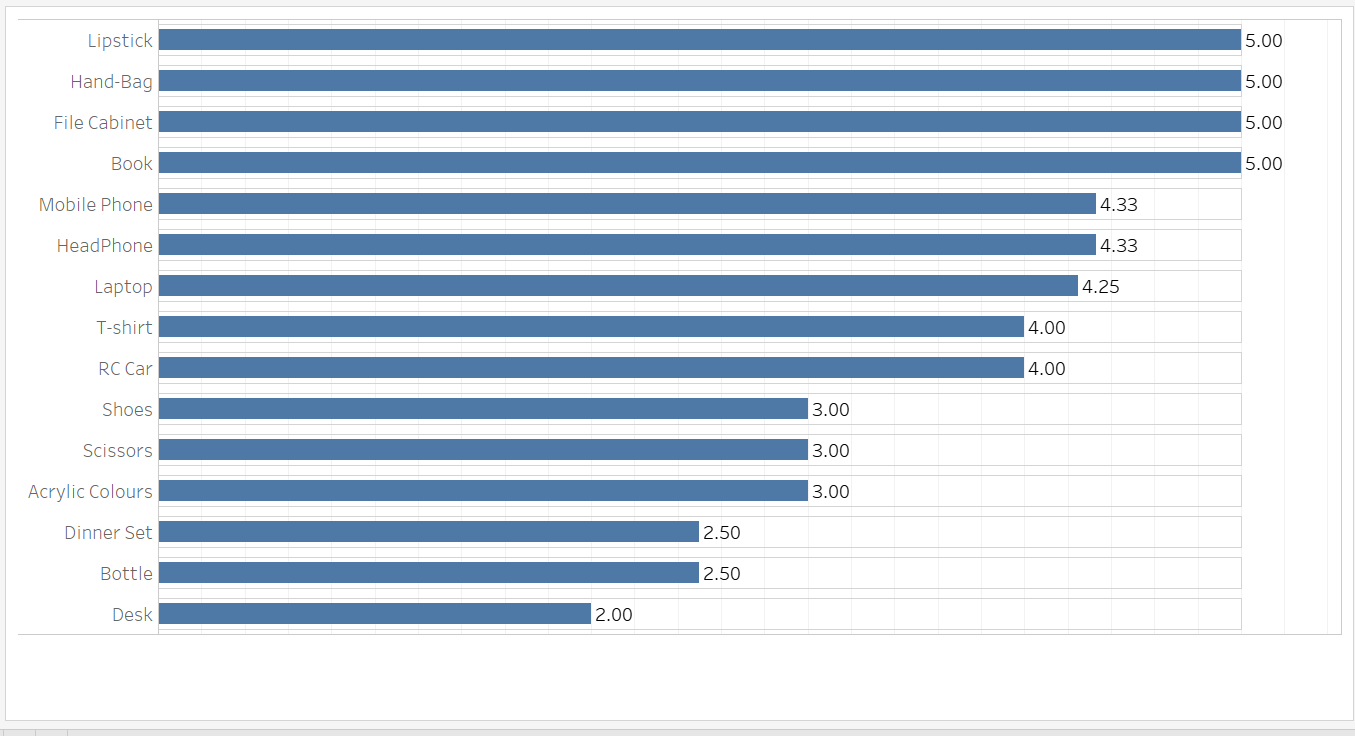 Lipstick 5.00
Hand-Bag 5.00
File Cabinet 5.00
Book 5.00
Mobile Phone 4.33
HeadPhone 4.33
Laptop 4.25
T-shirt 4.00
RC Car 4.00
Shoes 3.00
Scissors 3.00
Acrylic Colours 3.00
Dinner Set 2.50
Bottle 2.50
Desk 2.00